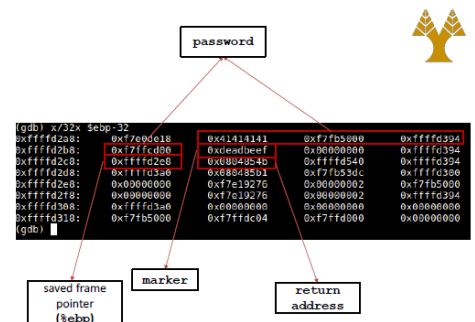 password
(gdb) x/32x $ebp-32
0xffffd2a8: 0xf7e0de18 0x41414141 0xf7fb5000 0xffffd394
0xffffd2b8: 0xf7ffcd00 0xdeadbeef 0x00000000 0xffffd394
0xffffd2c8: 0xffffd2e8 0x0804854b 0xffffd540 0xffffd394
0xffffd2d8: 0xffffd3a0 0x080485b1 0xf7fb53dc 0xffffd300
0xffffd2e8: 0x00000000 0xf7e19276 0x00000002 0xf7fb5000
0xffffd2f8: 0x00000000 0xf7e19276 0x00000002 0xffffd394
0xffffd308: 0xffffd3a0 0x00000000 0x00000000 0x00000000
0xffffd318: 0xf7fb5000 0xf7ffdc04 0xf7ffd000 0x00000000
(gdb)
saved frame
pointer
(%ebp)
marker
return
address